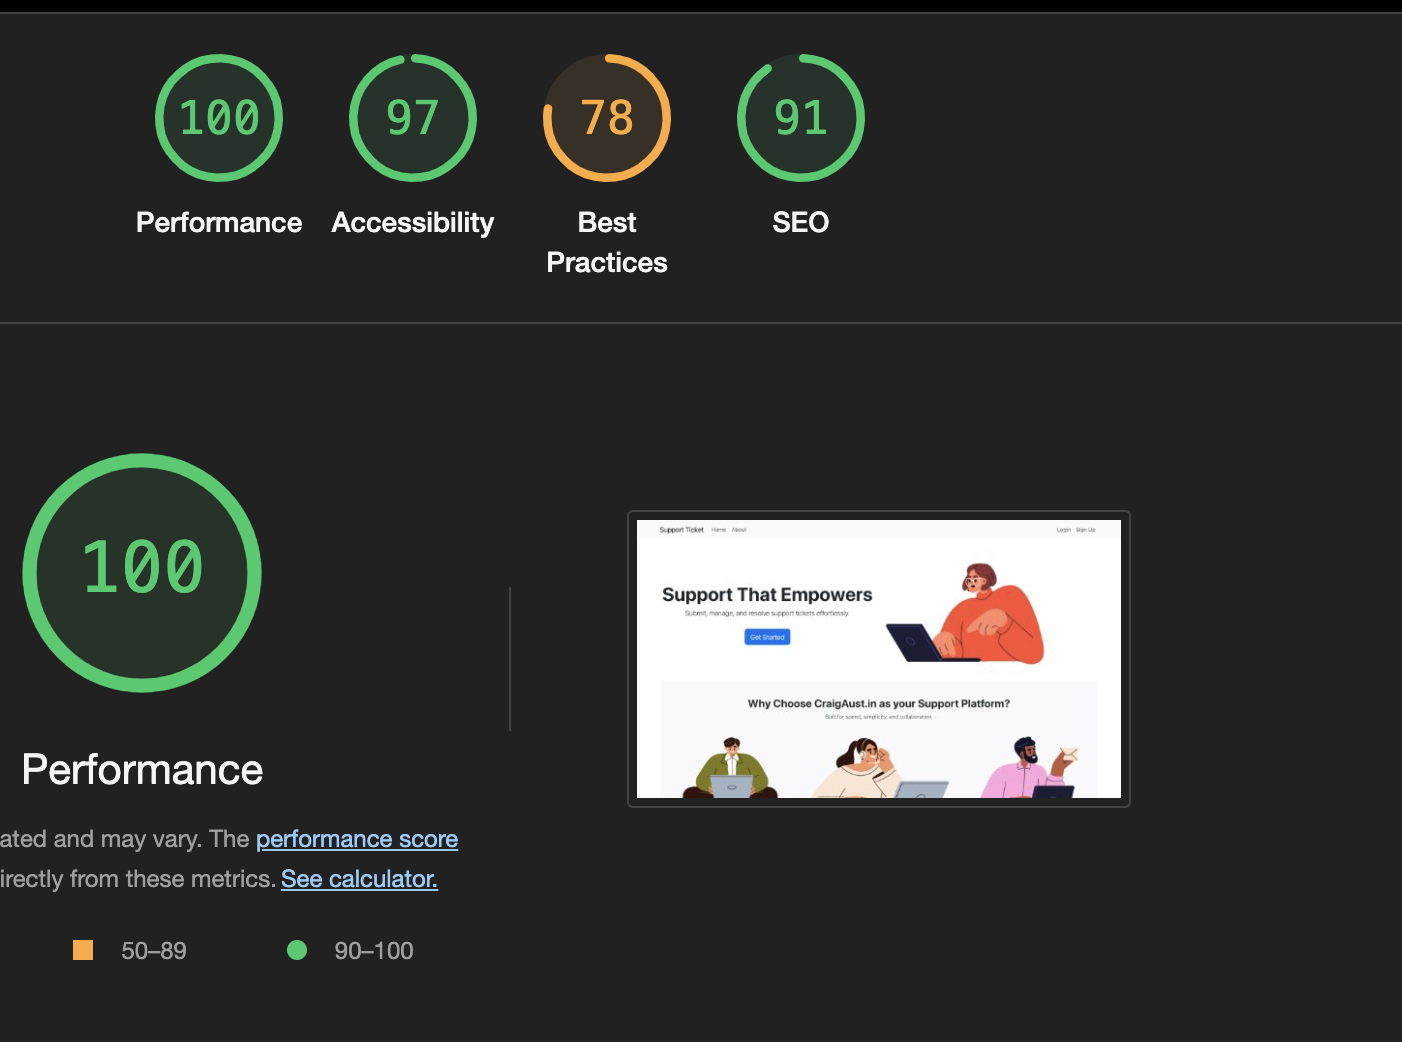 100
97
78
91
Performance
Accessibility
Best
Practices
SEO
100
Performance
ated and may vary. The performance score
irectly from these metrics. See calculator.
50–89
90–100
Support Ticket Home About
Login Sign Up
Support That Empowers
Submit, manage, and resolve support tickets effortlessly.
Get Started
Why Choose CraigAust.in as your Support Platform?
Built for speed, simplicity, and collaboration.